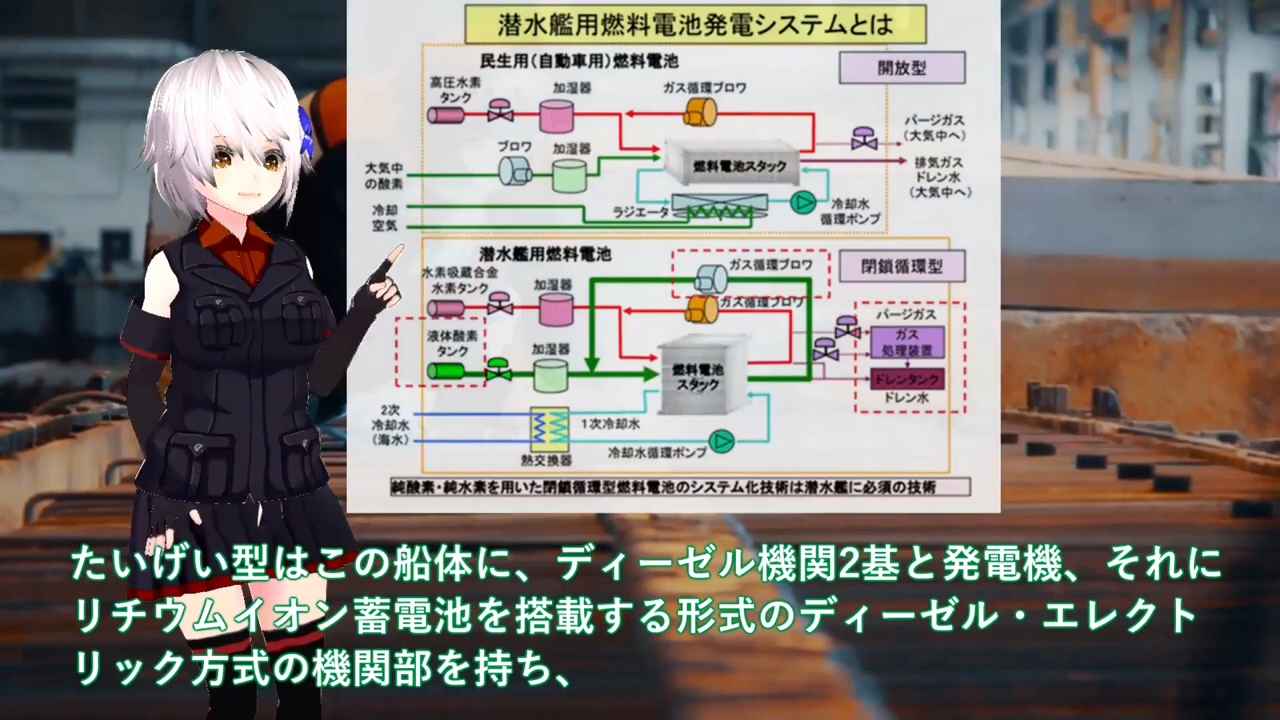 潜水艦用燃料電池発電システムとは
民生用(自動車用)燃料電池
開放型
高圧水素
タンク
加湿器
ガス循環ブロワ
パージガス
(大気中へ)
ブロワ
加湿器
大気中
の酸素
燃料電池スタック
排気ガス
ドレン水
(大気中へ)
冷却
空気
ラジエータ
冷却水
循環ポンプ
潜水艦用燃料電池
閉鎖循環型
水素吸蔵合金
水素タンク
加湿器
ガス循環ブロワ
ガス循環ブロワ
パージガス
ガス
処理装置
液体酸素
タンク
加湿器
燃料電池
スタック
ドレンタンク
ドレン水
2次
冷却水
(海水)
1次冷却水
熱交換器
冷却水循環ポンプ
純酸素・純水素を用いた閉鎖循環型燃料電池のシステム化技術は潜水艦に必須の技術
たいげい型はこの船体に、ディーゼル機関2基と発電機、それに
リチウムイオン蓄電池を搭載する形式のディーゼル・エレクト
リック方式の機関部を持ち、